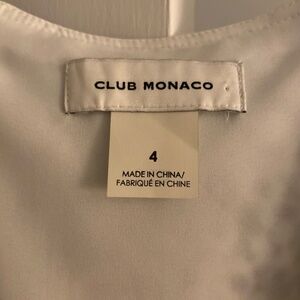 CLUB MONACO
4
MADE IN CHINA/
FABRIQUÉ EN CHINE